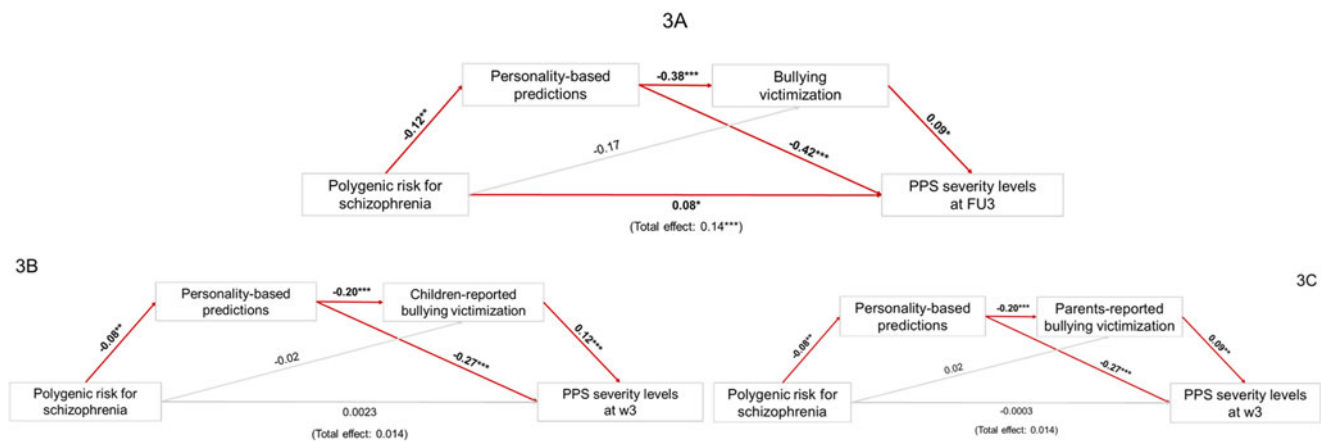 3A
Personality-based
predictions
-0.38***
Bullying
victimization
-0.12**
-0.17
-0.42***
0.09*
Polygenic risk for
schizophrenia
PPS severity levels
at FU3
0.08*
(Total effect: 0.14***)
3B
Personality-based
predictions
-0.20***
Children-reported
bullying victimization
-0.08**
-0.02
-0.27***
0.12***
Polygenic risk for
schizophrenia
PPS severity levels
at w3
0.0023
(Total effect: 0.014)
3C
Personality-based
predictions
-0.20***
Parents-reported
bullying victimization
-0.08**
0.02
-0.27***
0.09**
Polygenic risk for
schizophrenia
PPS severity levels
at w3
-0.0003
(Total effect: 0.014)